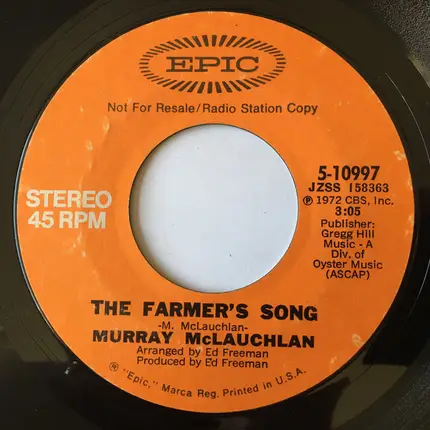 EPIC
Not For Resale/Radio Station Copy
STEREO
45 RPM
5-10997
JZSS 158363
Ⓟ 1972 CBS, Inc.
3:05
Publisher:
Gregg Hill
Music - A
Div. of
Oyster Music
(ASCAP)
THE FARMER'S SONG
-M. McLauchlan-
MURRAY McLAUCHLAN
Arranged by Ed Freeman
Produced by Ed Freeman
® "Epic," Marca Reg. Printed in U.S.A.